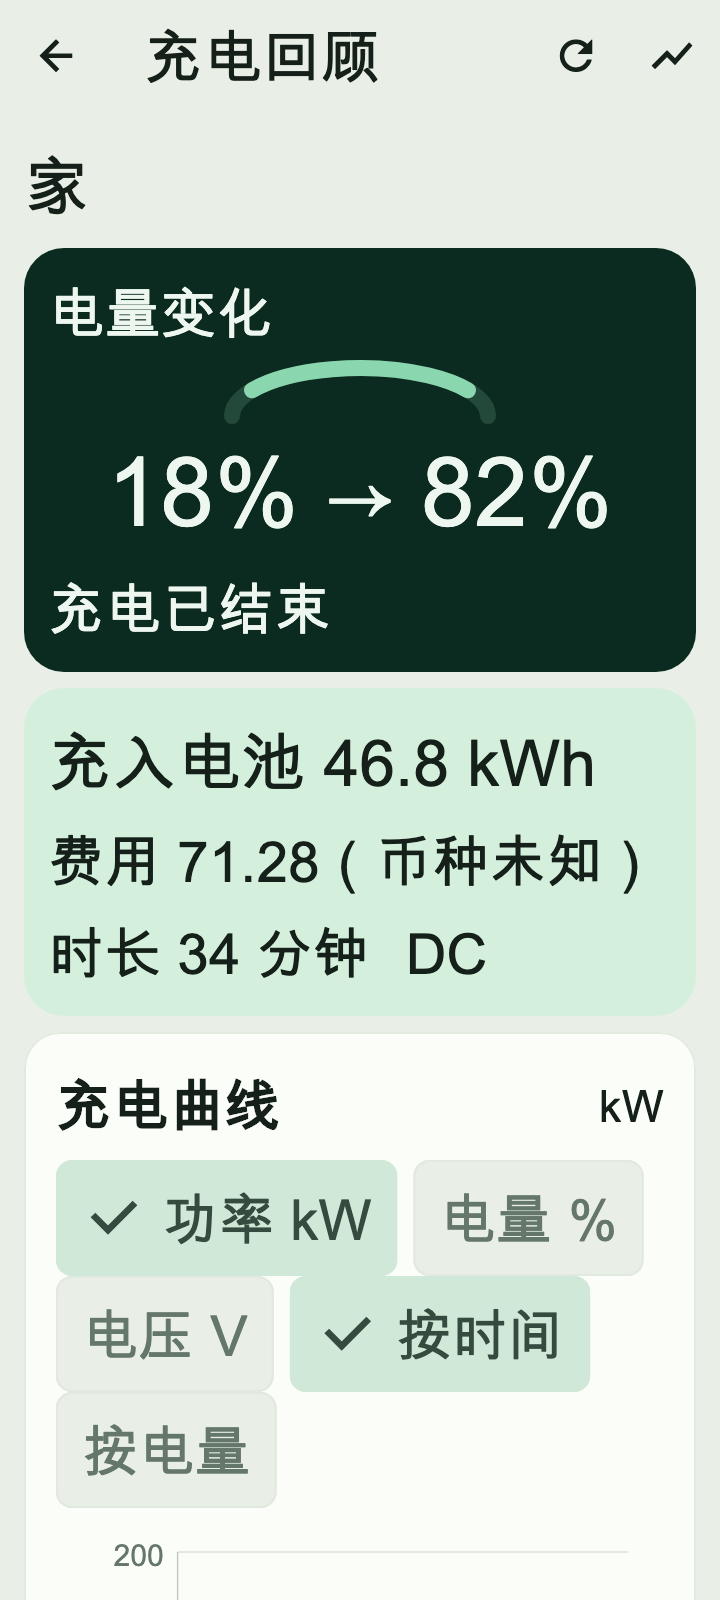 充电回顾
家
电量变化
18% → 82%
充电已结束
充入电池 46.8 kWh
费用 71.28（币种未知）
时长 34 分钟 DC
充电曲线 kW
功率 kW 电量 %
电压 V 按时间
按电量
200